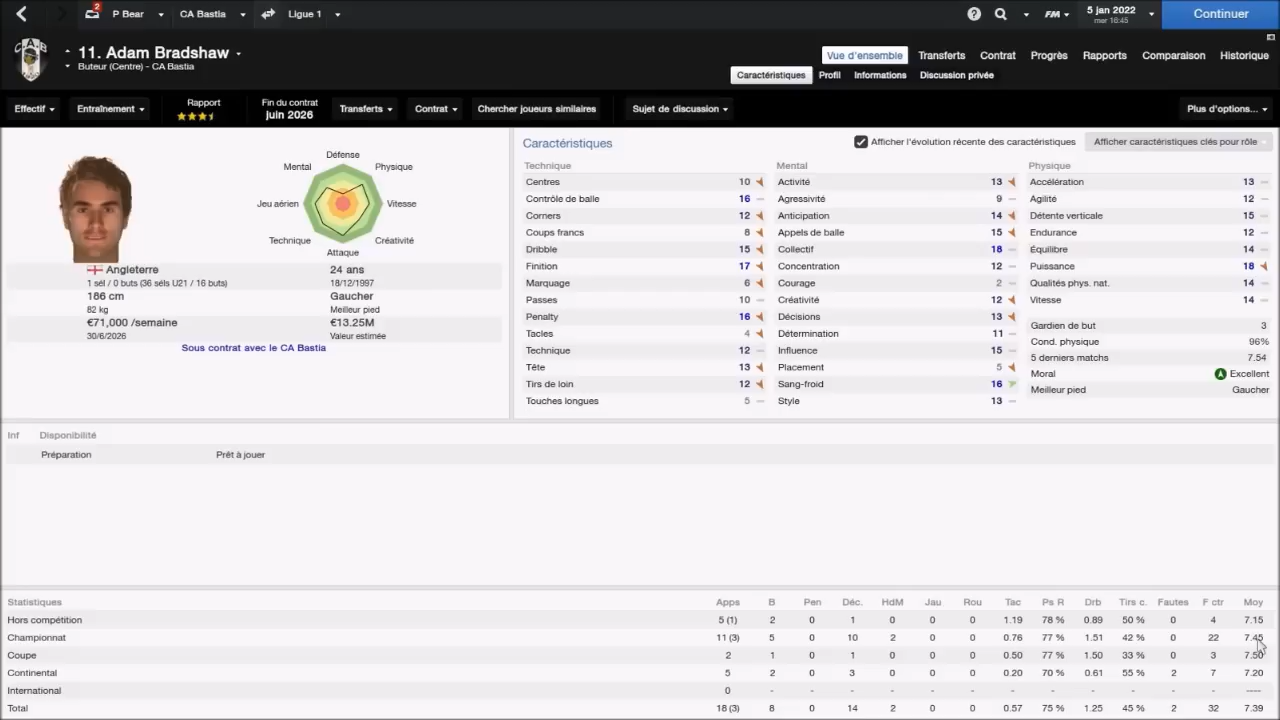 2
P Bear
CA Bastia
Ligue 1
FM
5 jan 2022
mer 16:45
Continuer
11. Adam Bradshaw
Buteur (Centre) - CA Bastia
Vue d'ensemble Transferts Contrat Progrès Rapports Comparaison Historique
Caractéristiques Profil Informations Discussion privée
Effectif Entraînement Rapport Fin du contrat juin 2026 Transferts Contrat Chercher joueurs similaires Sujet de discussion Plus d'options...
Défense
Mental Physique
Jeu aérien Vitesse
Technique Créativité
Attaque
Angleterre 24 ans
1 sél / 0 buts (36 séls U21 / 16 buts) 18/12/1997
186 cm Gaucher
82 kg Meilleur pied
€71,000 /semaine €13.25M
30/6/2026 Valeur estimée
Sous contrat avec le CA Bastia
Caractéristiques Afficher l'évolution récente des caractéristiques Afficher caractéristiques clés pour rôle
Technique Mental Physique
Centres 10 Activité 13 Accélération 13
Contrôle de balle 16 Agressivité 9 Agilité 12
Corners 12 Anticipation 14 Détente verticale 15
Coups francs 8 Appels de balle 15 Endurance 12
Dribble 15 Collectif 18 Équilibre 14
Finition 17 Concentration 12 Puissance 18
Marquage 6 Courage 2 Qualités phys. nat. 14
Passes 10 Créativité 12 Vitesse 14
Penalty 16 Décisions 13
Gardien de but 3
Tacles 4 Détermination 11
Cond. physique 96%
Technique 12 Influence 15
5 derniers matchs 7.54
Tête 13 Placement 5
Moral Excellent
Tirs de loin 12 Sang-froid 16
Meilleur pied Gaucher
Touches longues 5 Style 13
Inf Disponibilité
Préparation Prêt à jouer
Statistiques Apps B Pen Déc. HdM Jau Rou Tac Ps R Drb Tirs c. Fautes F ctr Moy
Hors compétition 5 (1) 2 0 1 0 0 0 1.19 78 % 0.89 50 % 0 4 7.15
Championnat 11 (3) 5 0 10 2 0 0 0.76 77 % 1.51 42 % 0 22 7.45
Coupe 2 1 0 1 0 0 0 0.50 77 % 1.50 33 % 0 3 7.50
Continental 5 2 0 3 0 0 0 0.20 70 % 0.61 55 % 2 7 7.20
International 0 - - - - - - - - - - - - ----
Total 18 (3) 8 0 14 2 0 0 0.57 75 % 1.25 45 % 2 32 7.39